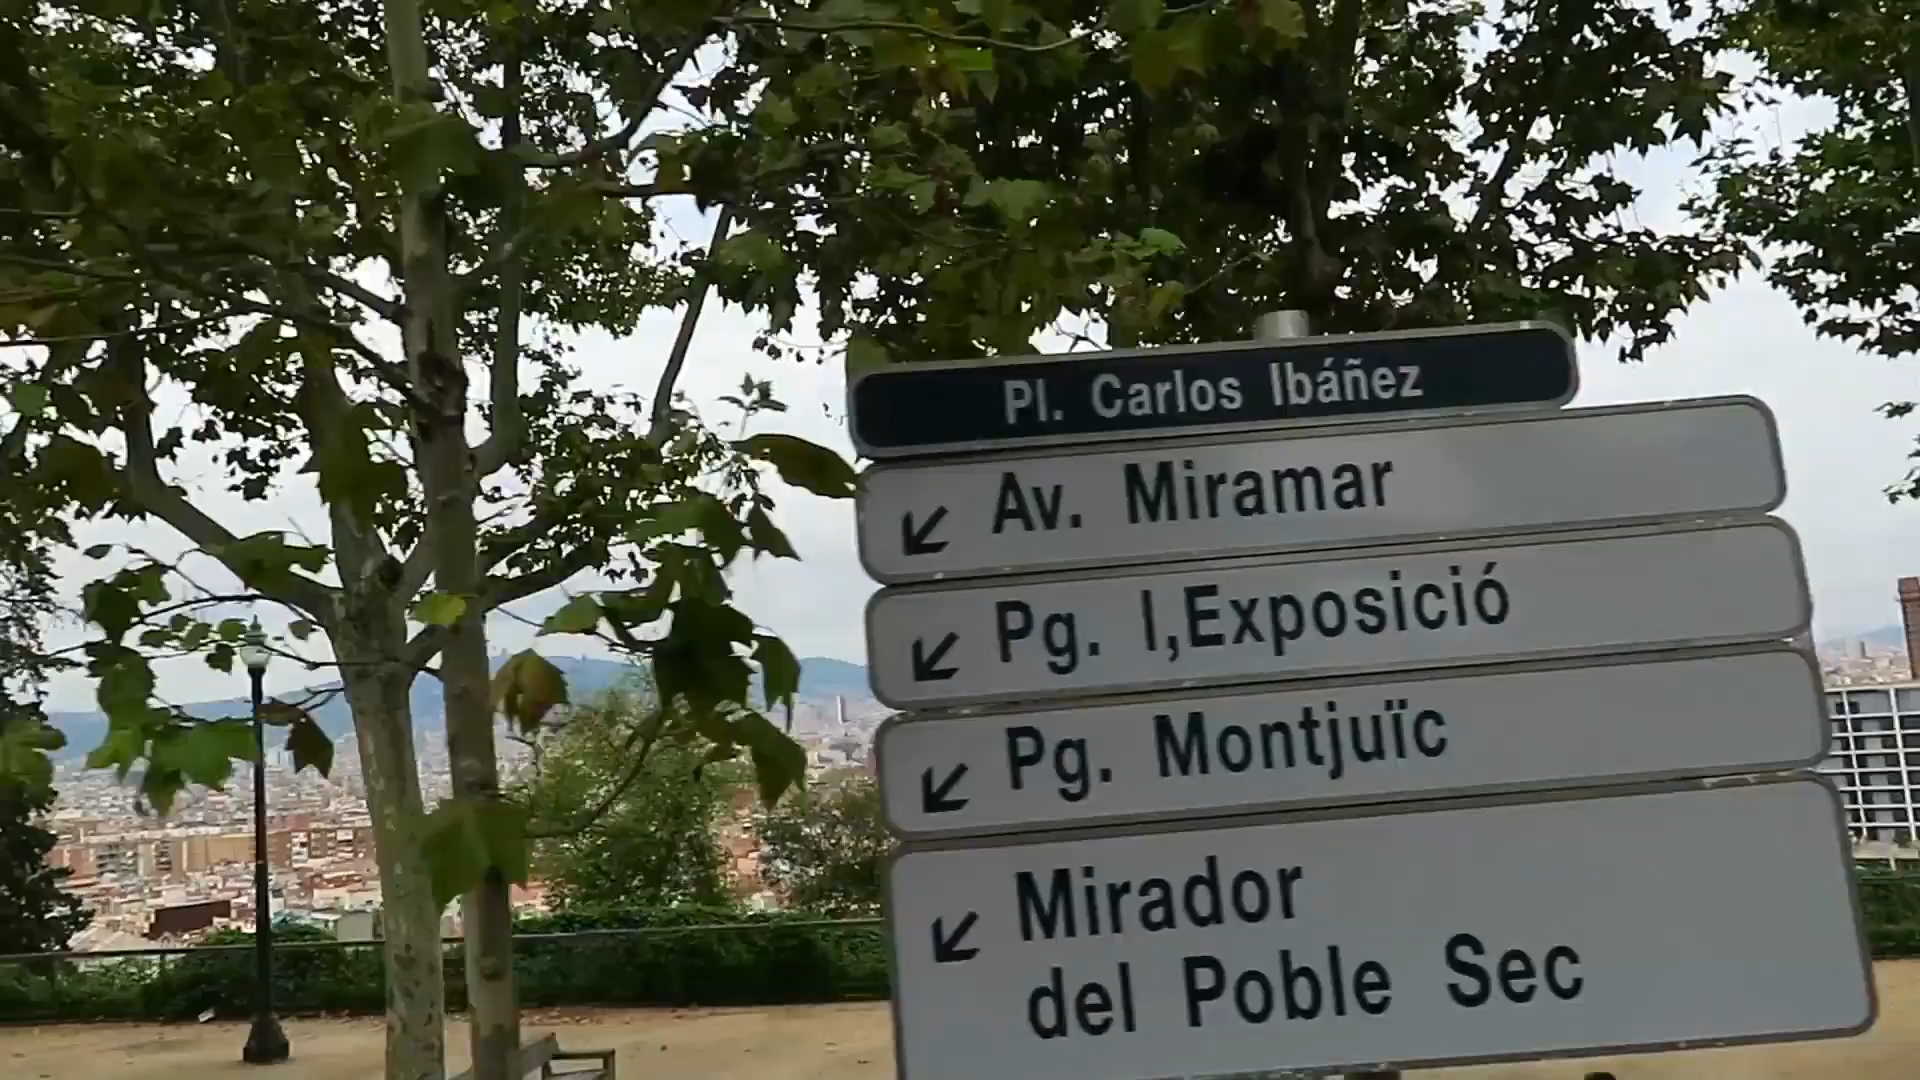 Pl. Carlos Ibáñez
Av. Miramar
Pg. l,Exposició
Pg. Montjuïc
Mirador
del Poble Sec